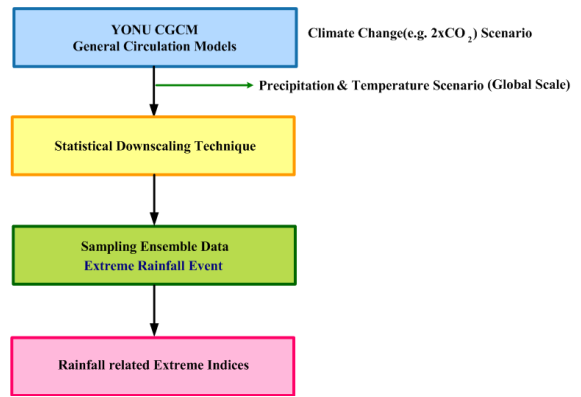 YONU CGCM
General Circulation Models
Climate Change(e.g. 2xCO2) Scenario
Precipitation & Temperature Scenario (Global Scale)
Statistical Downscaling Technique
Sampling Ensemble Data
Extreme Rainfall Event
Rainfall related Extreme Indices